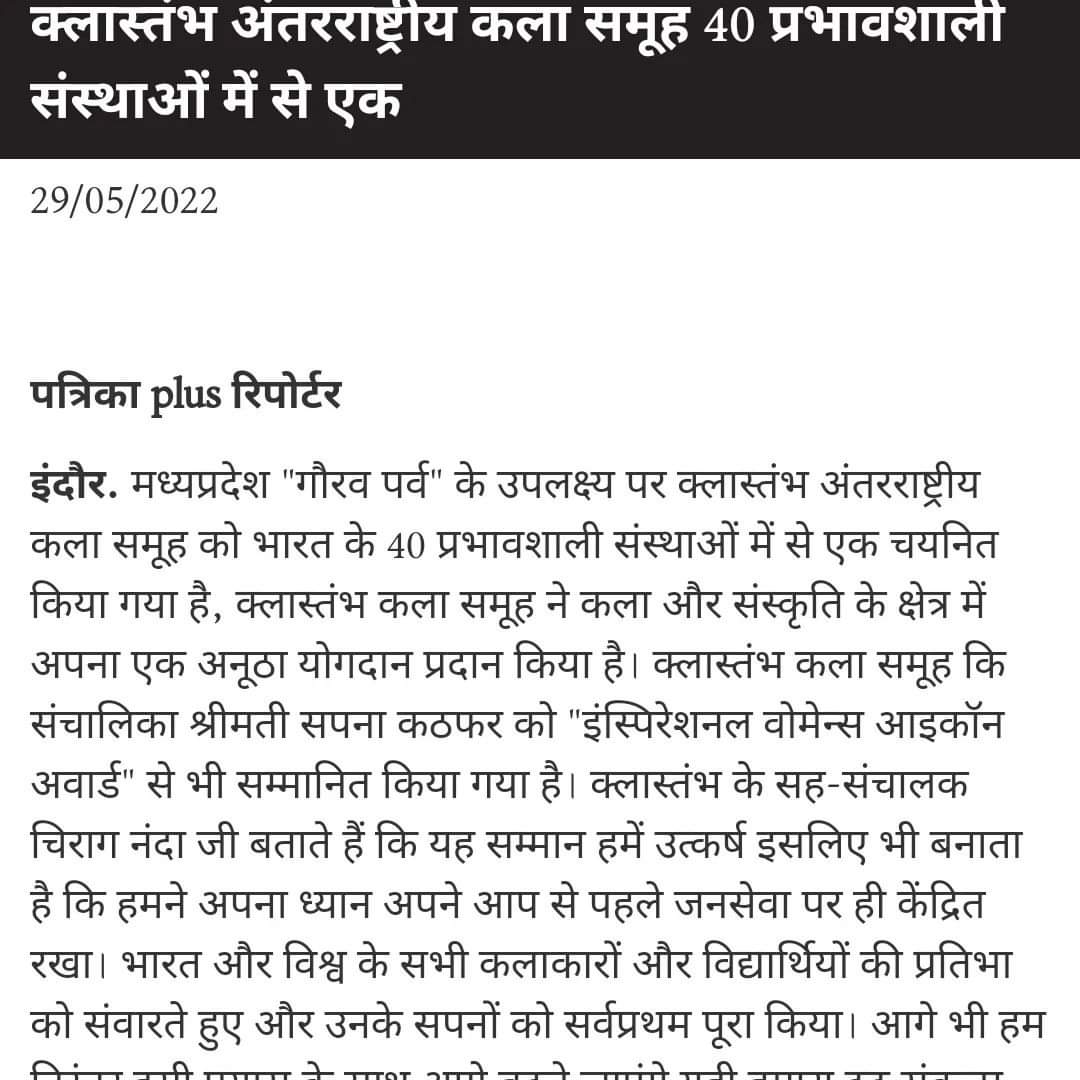 क्लास्तंभ अंतरराष्ट्रीय कला समूह 40 प्रभावशाली
संस्थाओं में से एक
29/05/2022
पत्रिका plus रिपोर्टर
इंदौर. मध्यप्रदेश "गौरव पर्व" के उपलक्ष्य पर क्लास्तंभ अंतरराष्ट्रीय
कला समूह को भारत के 40 प्रभावशाली संस्थाओं में से एक चयनित
किया गया है, क्लास्तंभ कला समूह ने कला और संस्कृति के क्षेत्र में
अपना एक अनूठा योगदान प्रदान किया है। क्लास्तंभ कला समूह कि
संचालिका श्रीमती सपना कठफर को "इंस्पिरेशनल वोमेन्स आइकॉन
अवार्ड" से भी सम्मानित किया गया है। क्लास्तंभ के सह-संचालक
चिराग नंदा जी बताते हैं कि यह सम्मान हमें उत्कर्ष इसलिए भी बनाता
है कि हमने अपना ध्यान अपने आप से पहले जनसेवा पर ही केंद्रित
रखा। भारत और विश्व के सभी कलाकारों और विद्यार्थियों की प्रतिभा
को संवारते हुए और उनके सपनों को सर्वप्रथम पूरा किया। आगे भी हम